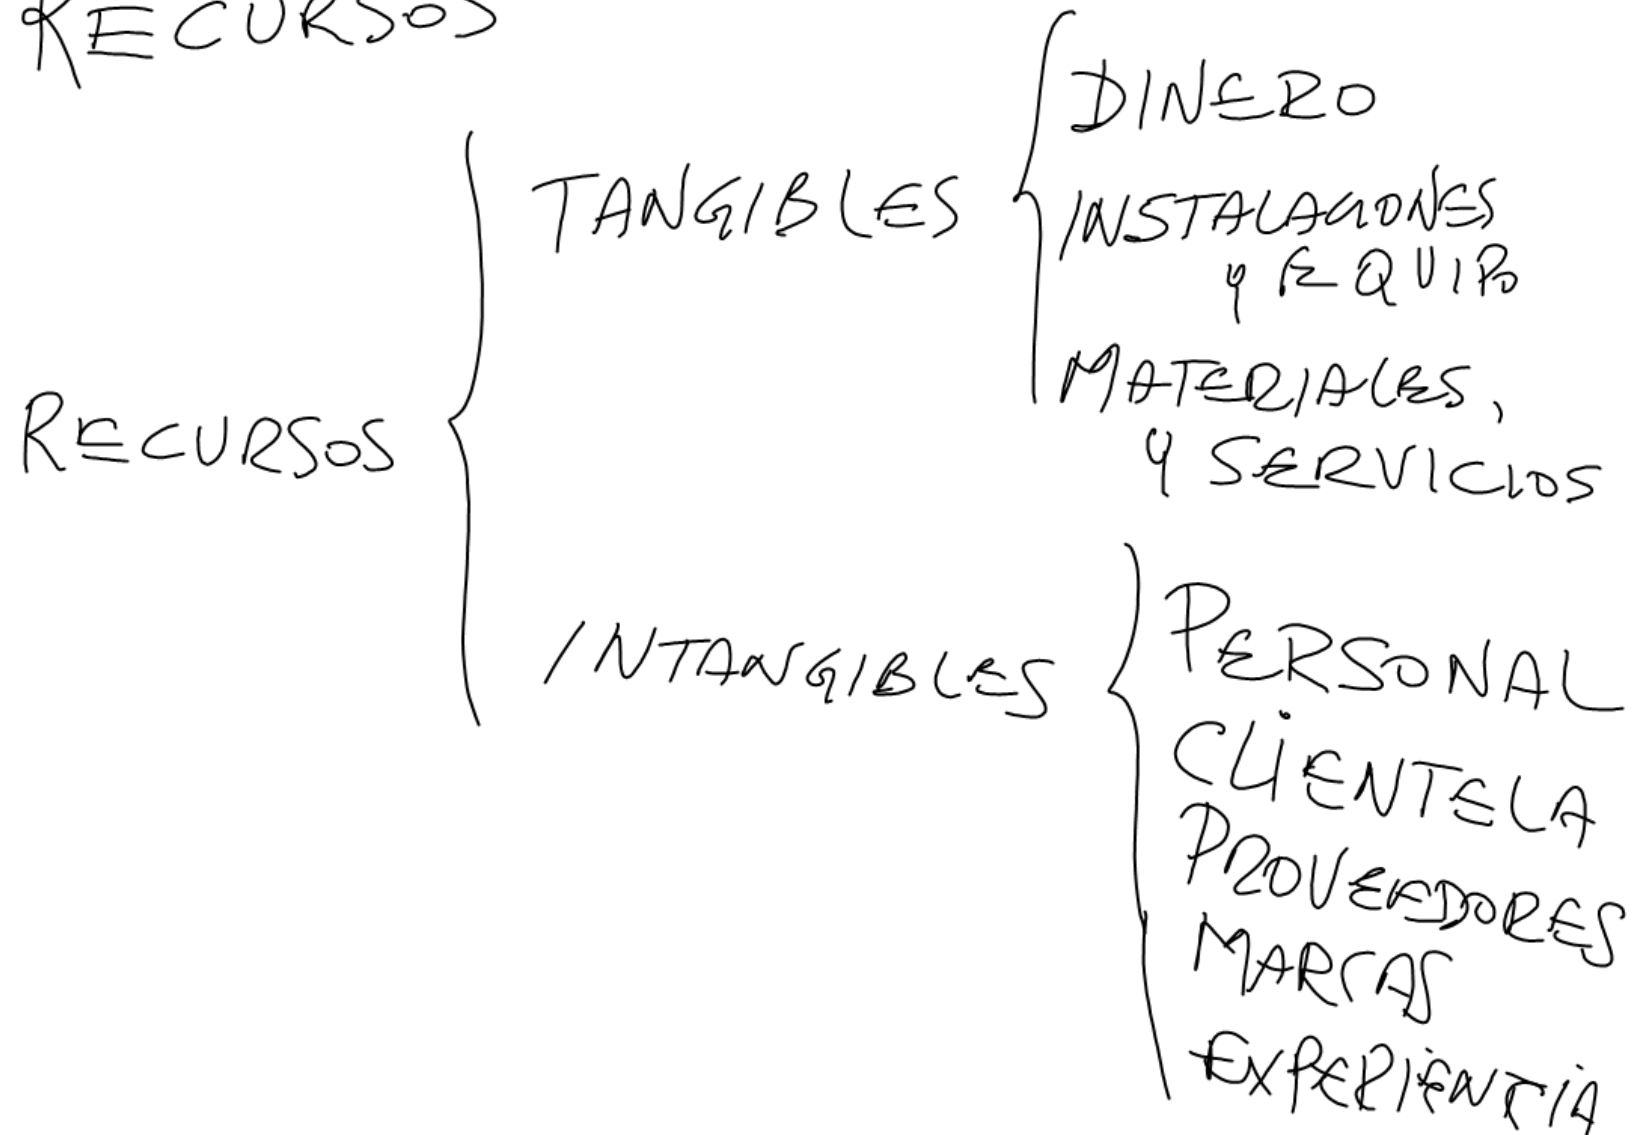 RECURSOS
DINERO
TANGIBLES
INSTALACIONES
Y EQUIPO
MATERIALES,
RECURSOS
Y SERVICIOS
INTANGIBLES
PERSONAL
CLIENTELA
PROVEEDORES
MARCAS
EXPERIENCIA